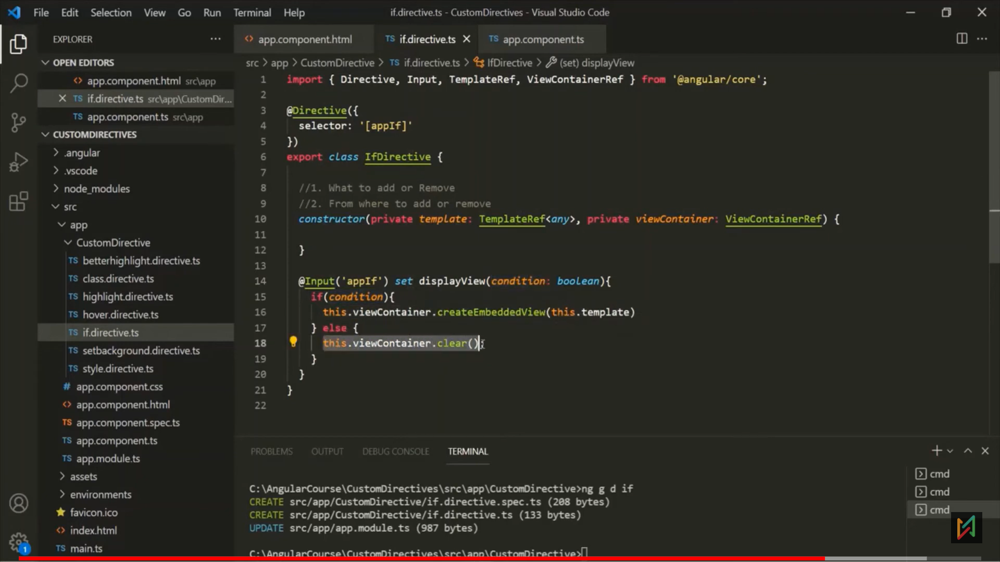 File Edit Selection View Go Run Terminal Help if.directive.ts - CustomDirectives - Visual Studio Code
EXPLORER
OPEN EDITORS
app.component.html src\app
if.directive.ts src\app\CustomDir...
app.component.ts src\app
CUSTOMDIRECTIVES
.angular
.vscode
node_modules
src
app
CustomDirective
TS betterhighlight.directive.ts
TS class.directive.ts
TS highlight.directive.ts
TS hover.directive.ts
TS if.directive.ts
TS setbackground.directive.ts
TS style.directive.ts
# app.component.css
<> app.component.html
TS app.component.spec.ts
TS app.component.ts
TS app.module.ts
assets
environments
favicon.ico
<> index.html
TS main.ts
1
<> app.component.html TS if.directive.ts TS app.component.ts
src > app > CustomDirective > TS if.directive.ts > IfDirective > (set) displayView
1 import { Directive, Input, TemplateRef, ViewContainerRef } from '@angular/core';
2
3 @Directive({
4 selector: '[appIf]'
5 })
6 export class IfDirective {
7
8 //1. What to add or Remove
9 //2. From where to add or remove
10 constructor(private template: TemplateRef<any>, private viewContainer: ViewContainerRef) {
11
12 }
13
14 @Input('appIf') set displayView(condition: boolean){
15 if(condition){
16 this.viewContainer.createEmbeddedView(this.template)
17 } else {
18 this.viewContainer.clear();
19 }
20 }
21 }
22
PROBLEMS OUTPUT DEBUG CONSOLE TERMINAL
C:\AngularCourse\CustomDirectives\src\app\CustomDirective>ng g d if
CREATE src/app/CustomDirective/if.directive.spec.ts (208 bytes)
CREATE src/app/CustomDirective/if.directive.ts (133 bytes)
UPDATE src/app/app.module.ts (987 bytes)
C:\AngularCourse\CustomDirectives\src\app\CustomDirective>
cmd
cmd
cmd